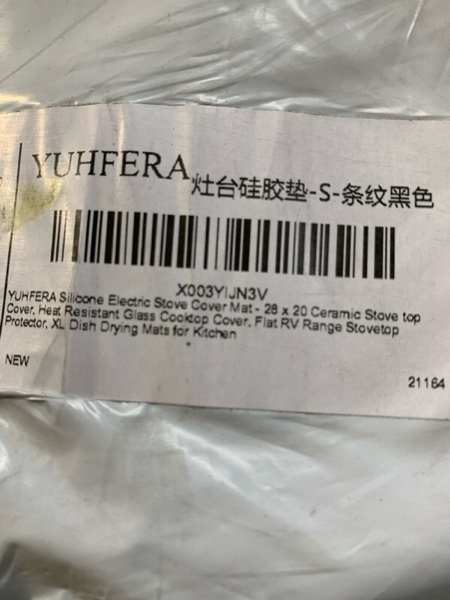 YUHFERA灶台硅胶垫-S-条纹黑色
X003YIJN3V
YUHFERA Silicone Electric Stove Cover Mat - 28 x 20 Ceramic Stove top
Cover, Heat Resistant Glass Cooktop Cover, Flat RV Range Stovetop
Protector, XL Dish Drying Mats for Kitchen
NEW
21164